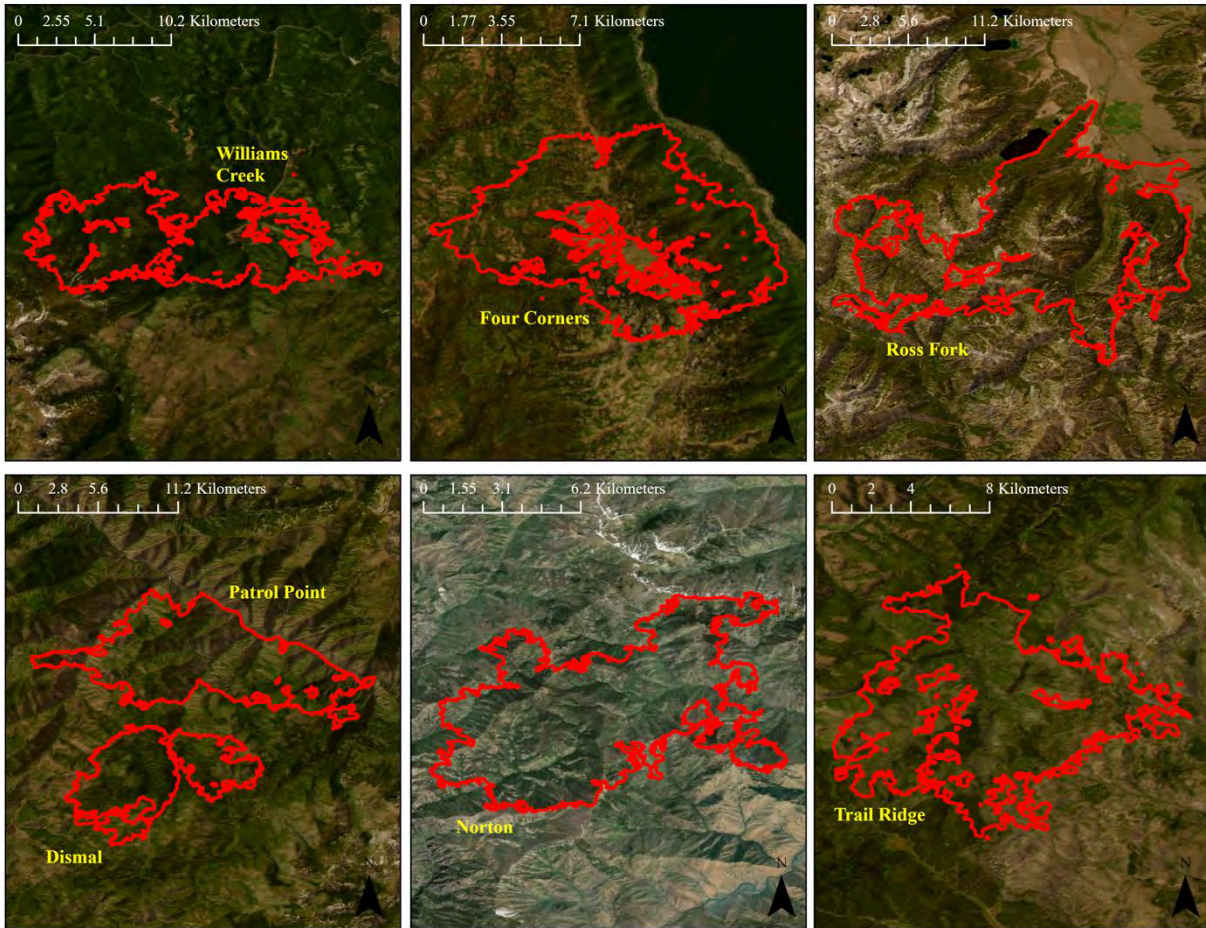 0 2.55 5.1 10.2 Kilometers
Williams
Creek
N
0 1.77 3.55 7.1 Kilometers
Four Corners
N
0 2.8 5.6 11.2 Kilometers
Ross Fork
N
0 2.8 5.6 11.2 Kilometers
Patrol Point
Dismal
N
0 1.55 3.1 6.2 Kilometers
Norton
N
0 2 4 8 Kilometers
Trail Ridge
N